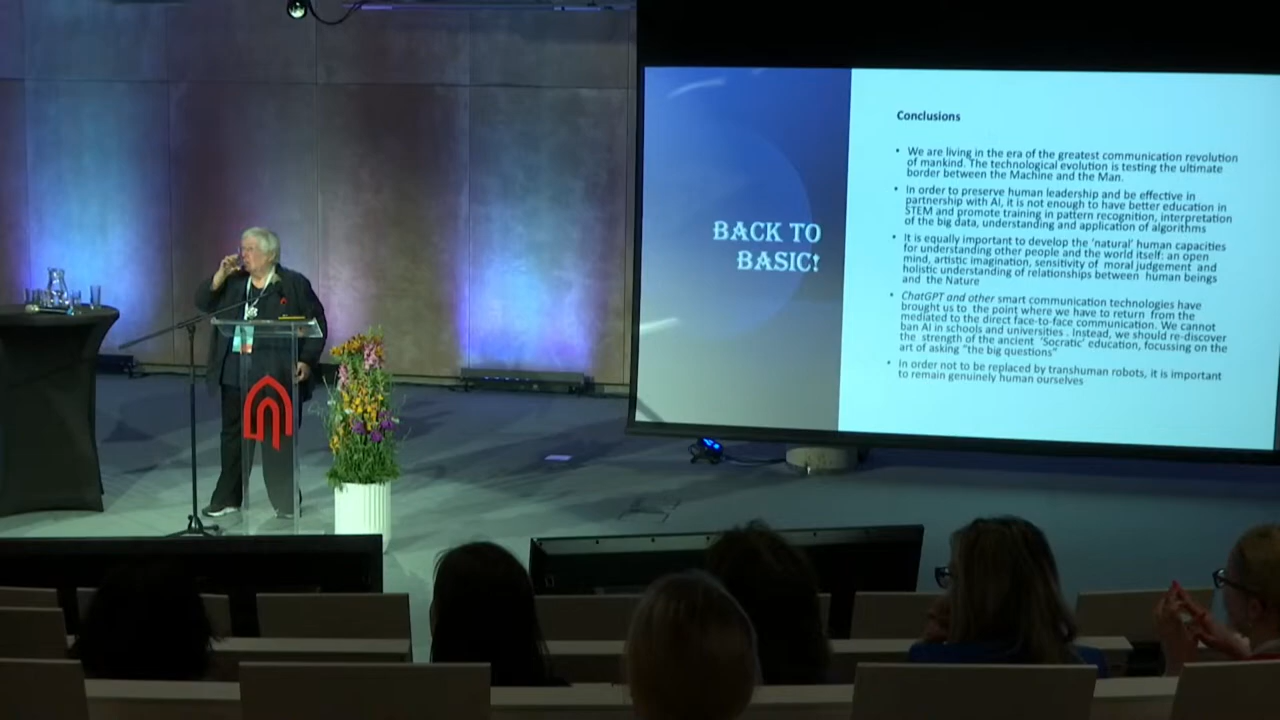 BACK TO
BASIC!
Conclusions
• We are living in the era of the greatest communication revolution
of mankind. The technological evolution is testing the ultimate
border between the Machine and the Man.
• In order to preserve human leadership and be effective in
partnership with AI, it is not enough to have better education in
STEM and promote training in pattern recognition, interpretation
of the big data, understanding and application of algorithms
• It is equally important to develop the 'natural' human capacities
for understanding other people and the world itself: an open
mind, artistic imagination, sensitivity of moral judgement and
holistic understanding of relationships between human beings
and the Nature
• ChatGPT and other smart communication technologies have
brought us to the point where we have to return from the
mediated to the direct face-to-face communication. We cannot
ban AI in schools and universities . Instead, we should re-discover
the strength of the ancient 'Socratic' education, focussing on the
art of asking "the big questions"
• In order not to be replaced by transhuman robots, it is important
to remain genuinely human ourselves